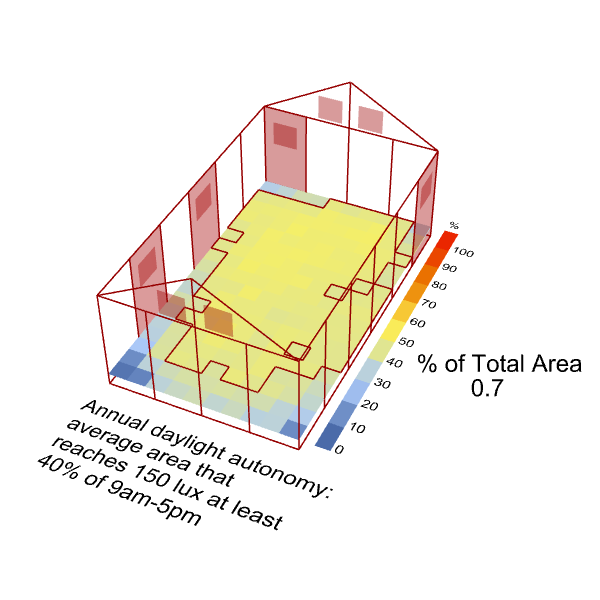 %
100
90
80
70
60
50
40
30
20
10
0
% of Total Area
0.7
Annual daylight autonomy:
average area that
reaches 150 lux at least
40% of 9am-5pm